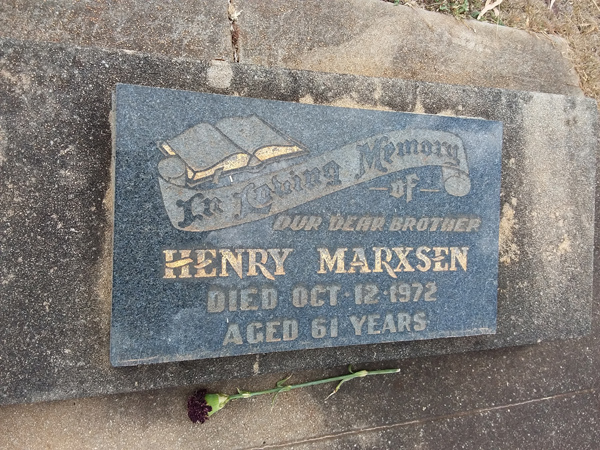 In Loving Memory
of
OUR DEAR BROTHER
HENRY MARXSEN
DIED OCT·12·1972
AGED 61 YEARS